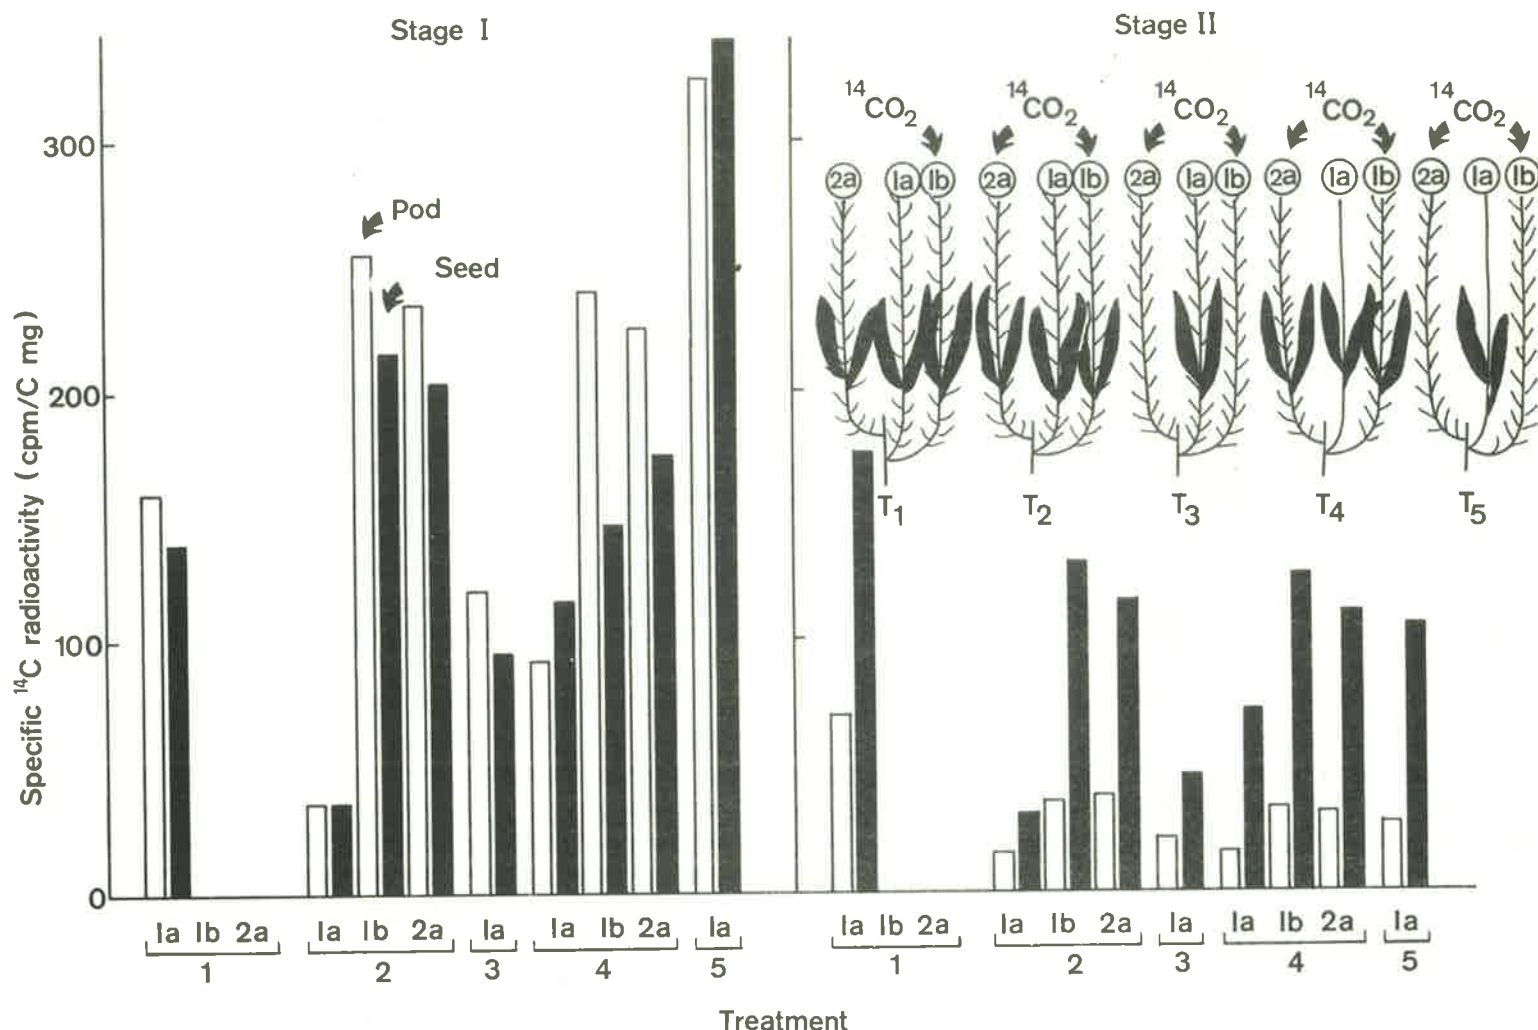 Stage I
Stage II
¹⁴CO₂ ¹⁴CO₂ ¹⁴CO₂ ¹⁴CO₂ ¹⁴CO₂
2a Ia Ib 2a Ia Ib 2a Ia Ib 2a Ia Ib 2a Ia Ib
Pod
Seed
T₁ T₂ T₃ T₄ T₅
Specific ¹⁴C radioactivity (cpm/C mg)
300
200
100
0
Ia Ib 2a Ia Ib 2a Ia Ia Ib 2a Ia Ia Ib 2a Ia Ib 2a Ia Ia Ib 2a Ia
1 2 3 4 5 1 2 3 4 5
Treatment